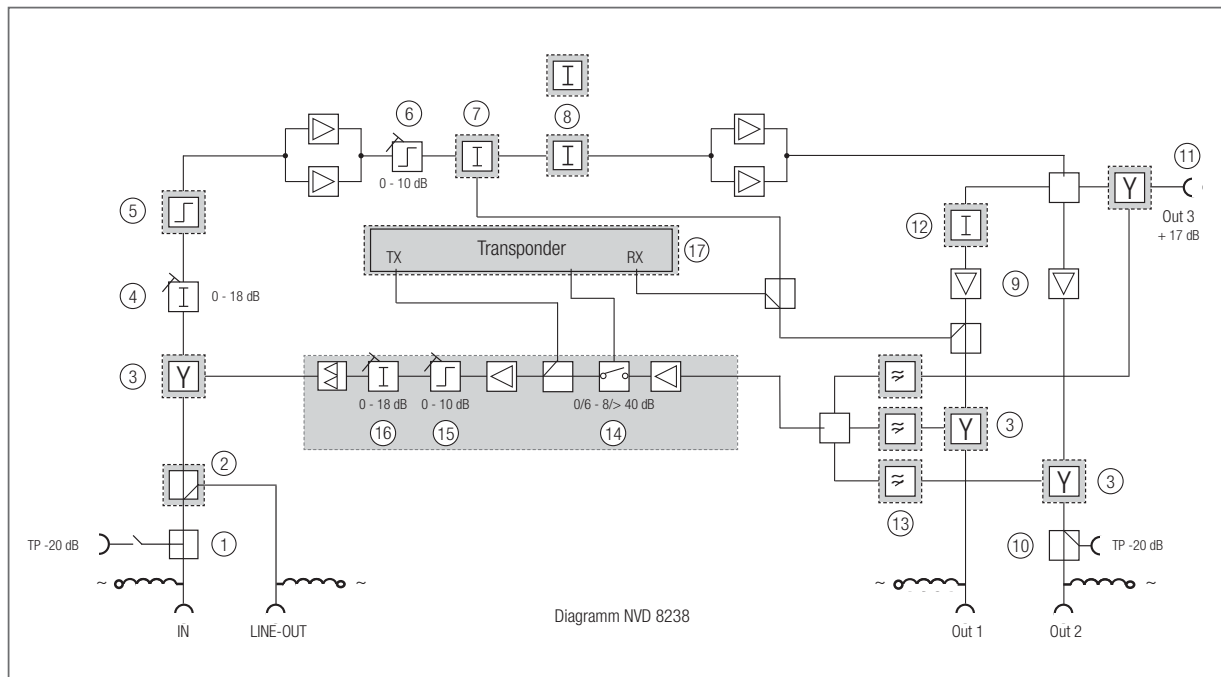 I
6
7
8
I
I
0 - 10 dB
11
Y
Out 3
+ 17 dB
5
12
I
Transponder
TX
RX
17
4
I
0 - 18 dB
9
3
Y
I
0 - 18 dB
0 - 10 dB
0/6 - 8/> 40 dB
16
15
14
Y
3
Y
3
2
13
TP -20 dB
1
10
TP -20 dB
~
~
~
~
Diagramm NVD 8238
IN
LINE-OUT
Out 1
Out 2